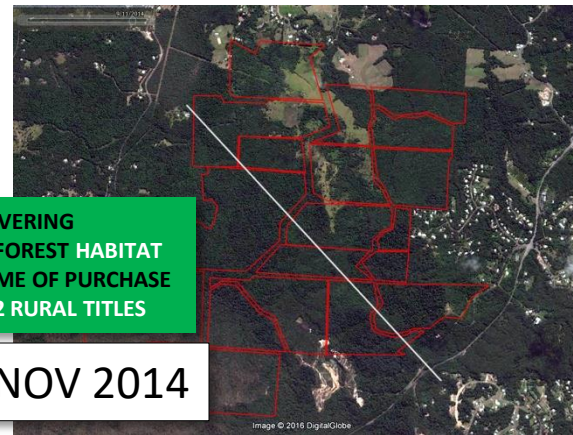 VERING
FOREST HABITAT
ME OF PURCHASE
2 RURAL TITLES
NOV 2014
Image © 2016 DigitalGlobe